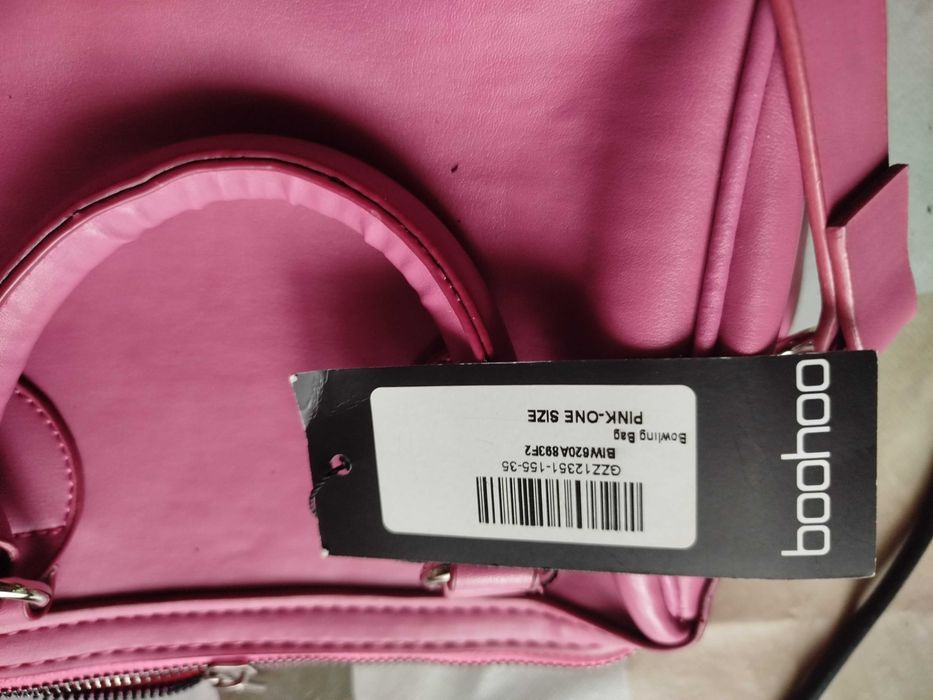 boohoo
GZZ12351-155-35
BIW620A893F2
Bowling Bag
PINK-ONE SIZE